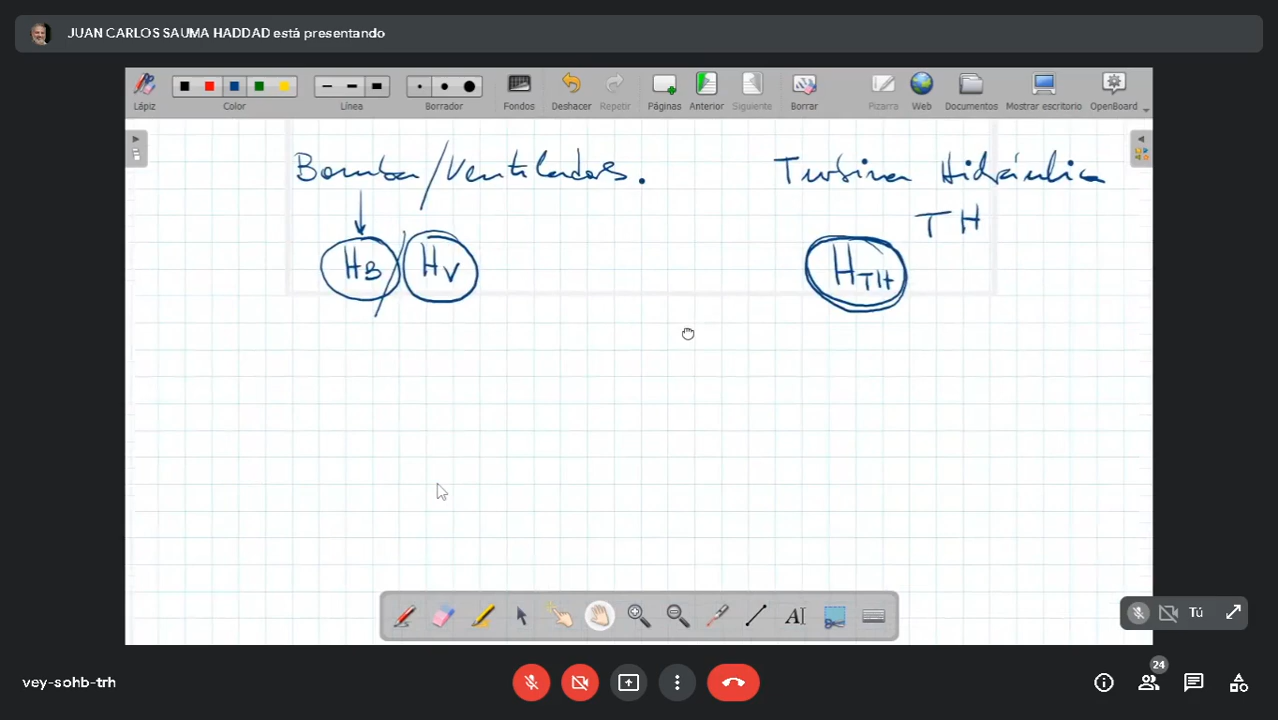 JUAN CARLOS SAUMA HADDAD está presentando
Lápiz Color Línea Borrador Fondos Deshacer Repetir Páginas Anterior Siguiente Borrar Pizarra Web Documentos Mostrar escritorio OpenBoard
Bomba/Ventiladores. Turbina Hidráulica
TH
HB/HV HTH
AI
Tú
vey-sohb-trh
24